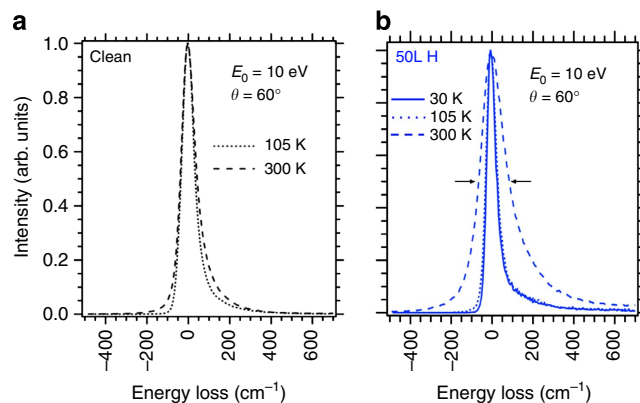 a
Clean
E₀ = 10 eV
θ = 60°
105 K
300 K
Intensity (arb. units)
1.0
0.8
0.6
0.4
0.2
0.0
−400
−200
0
200
400
600
Energy loss (cm⁻¹)
b
50L H
E₀ = 10 eV
θ = 60°
30 K
105 K
300 K
−400
−200
0
200
400
600
Energy loss (cm⁻¹)